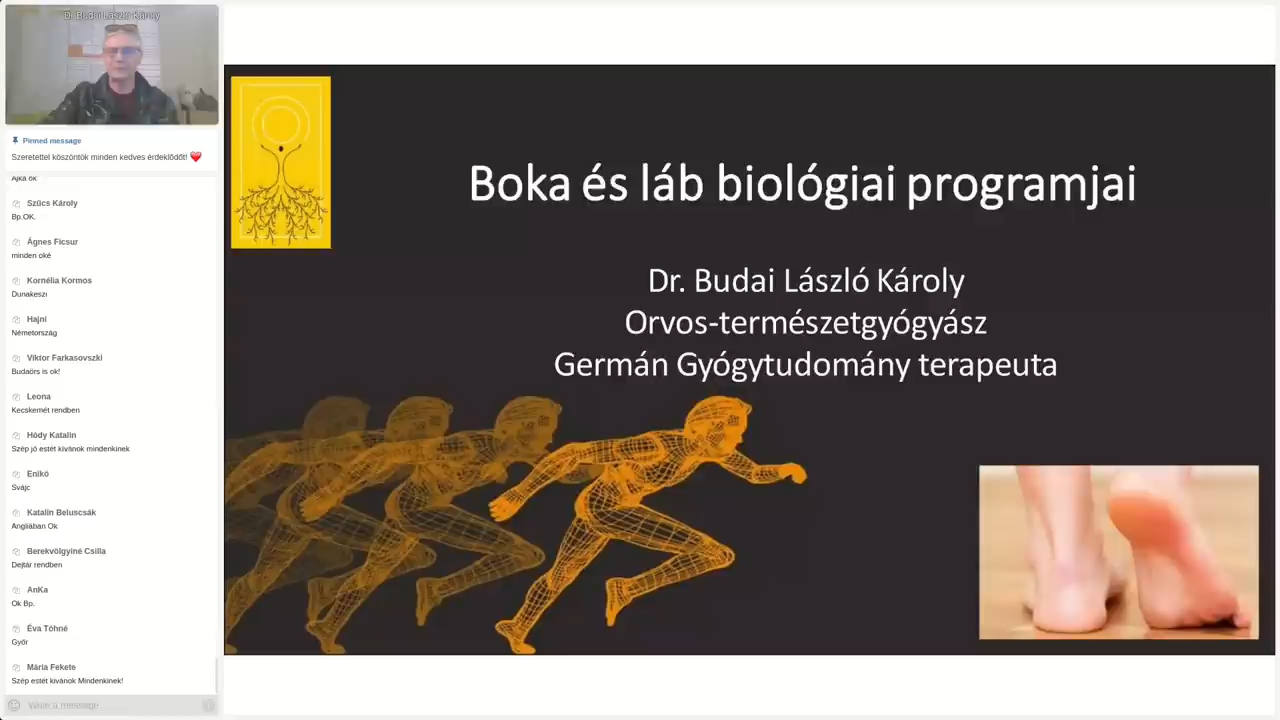 Dr. Budai László Károly
Pinned message
Szeretettel köszöntök minden kedves érdeklődőt! ❤️
Ajka ok
Szűcs Károly
Bp.OK.
Ágnes Ficsur
minden oké
Kornélia Kormos
Dunakeszi
Hajni
Németország
Viktor Farkasovszki
Budaörs is ok!
Leona
Kecskemét rendben
Hódy Katalin
Szép jó estét kívánok mindenkinek
Enikő
Svájc
Katalin Beluscsák
Angliában Ok
Berekvölgyiné Csilla
Dejtár rendben
AnKa
Ok Bp.
Éva Tóhné
Győr
Mária Fekete
Szép estét kívánok Mindenkinek!
Write a message
Boka és láb biológiai programjai
Dr. Budai László Károly
Orvos-természetgyógyász
Germán Gyógytudomány terapeuta